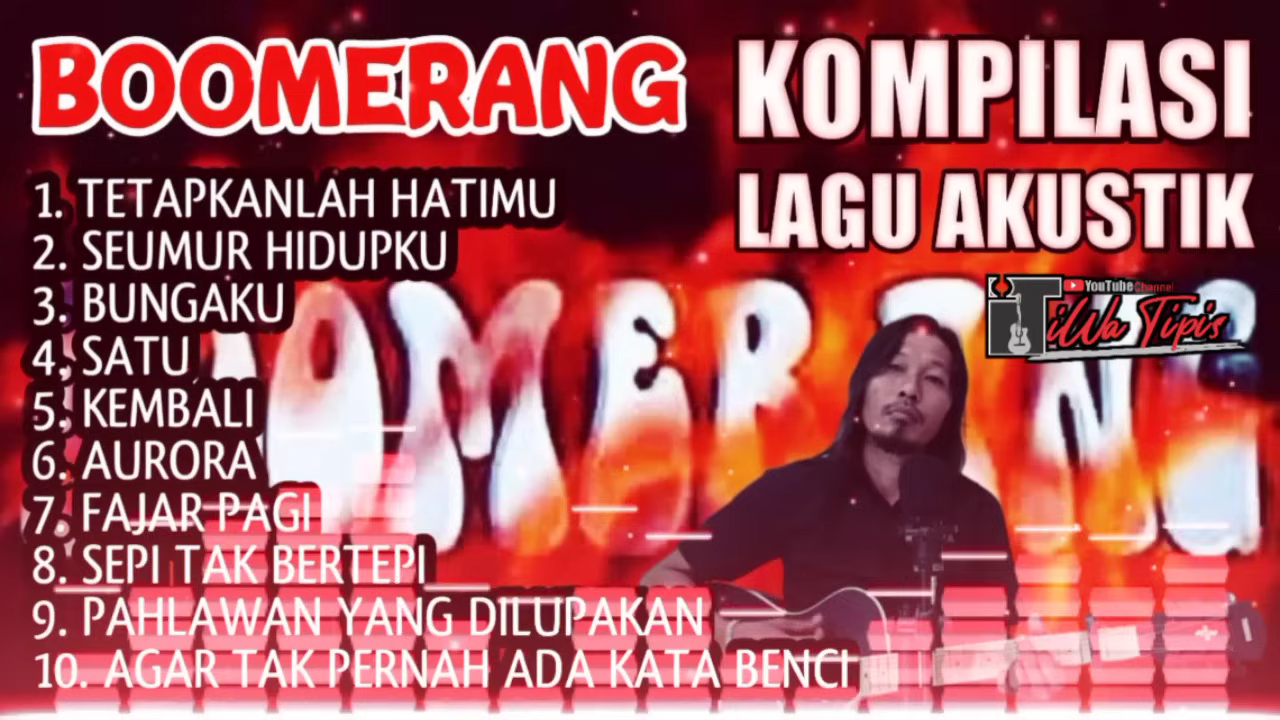 BOOMERANG
KOMPILASI
LAGU AKUSTIK
YouTube Channel
TiWa Tipis
1. TETAPKANLAH HATIMU
2. SEUMUR HIDUPKU
3. BUNGAKU
4. SATU
5. KEMBALI
6. AURORA
7. FAJAR PAGI
8. SEPI TAK BERTEPI
9. PAHLAWAN YANG DILUPAKAN
10. AGAR TAK PERNAH ADA KATA BENCI